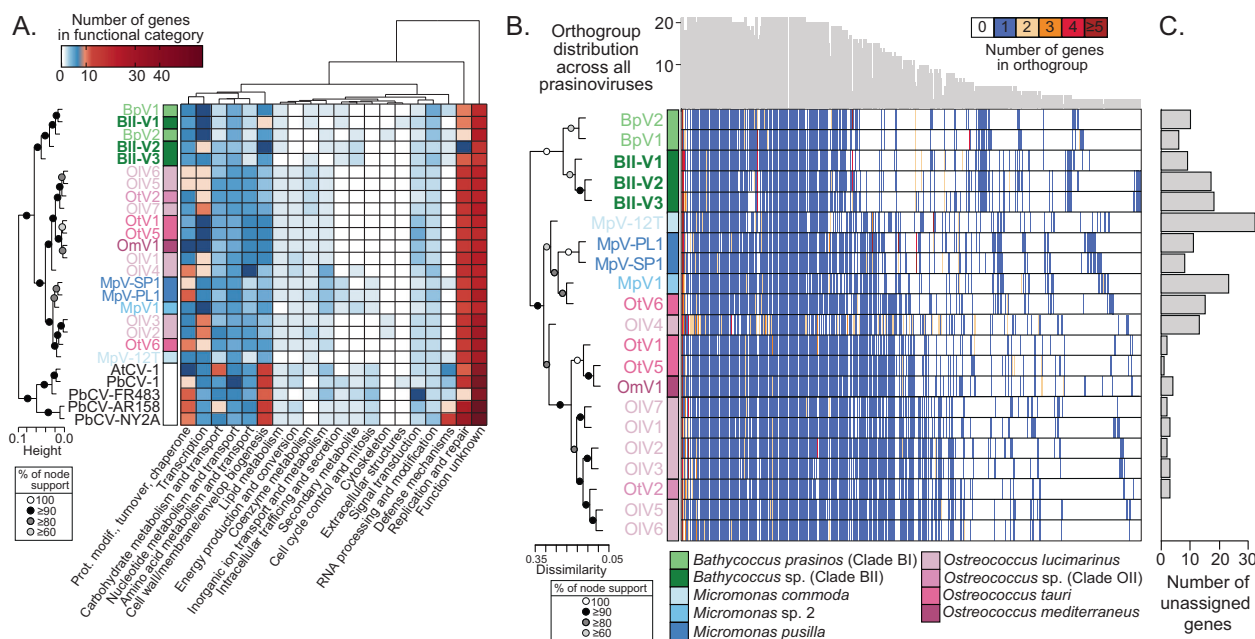 A.
Number of genes
in functional category
0 10 30 50
BpV1
BII-V1
BpV2
BII-V2
BII-V3
OlV6
OlV5
OtV2
OlV7
OtV1
OtV5
OmV1
OlV1
OlV4
MpV-SP1
MpV-PL1
MpV1
OlV3
OlV2
OtV6
MpV-12T
AtCV-1
PbCV-1
PbCV-FR483
PbCV-AR158
PbCV-NY2A
0.1 0.0
Height
% of node
support
100
≥90
≥80
≥60
Prot. modif., turnover, chaperone
Transcription
Carbohydrate metabolism and transport
Nucleotide metabolism and transport
Amino acid metabolism and transport
Cell wall/membrane/envelop biogenesis
Lipid metabolism
Energy production and conversion
Coenzyme metabolism
Inorganic ion transport and metabolism
Intracellular trafficking and secretion
Secondary metabolite
Cell cycle control and mitosis
Cytoskeleton
Extracellular structures
Signal transduction
RNA processing and modification
Defense mechanisms
Replication and repair
Function unknown
B.
Orthogroup
distribution
across all
prasinoviruses
20
10
0 1 2 3 4 ≥5
Number of genes
in orthogroup
BpV2
BpV1
BII-V1
BII-V2
BII-V3
MpV-12T
MpV-PL1
MpV-SP1
MpV1
OtV6
OlV4
OtV1
OtV5
OmV1
OlV7
OlV1
OlV2
OlV3
OtV2
OlV5
OlV6
0.35 0.05
Dissimilarity
% of node support
100
≥90
≥80
≥60
Bathycoccus prasinos (Clade BI)
Bathycoccus sp. (Clade BII)
Micromonas commoda
Micromonas sp. 2
Micromonas pusilla
Ostreococcus lucimarinus
Ostreococcus sp. (Clade OII)
Ostreococcus tauri
Ostreococcus mediterraneus
C.
0 10 20 30
Number of
unassigned
genes